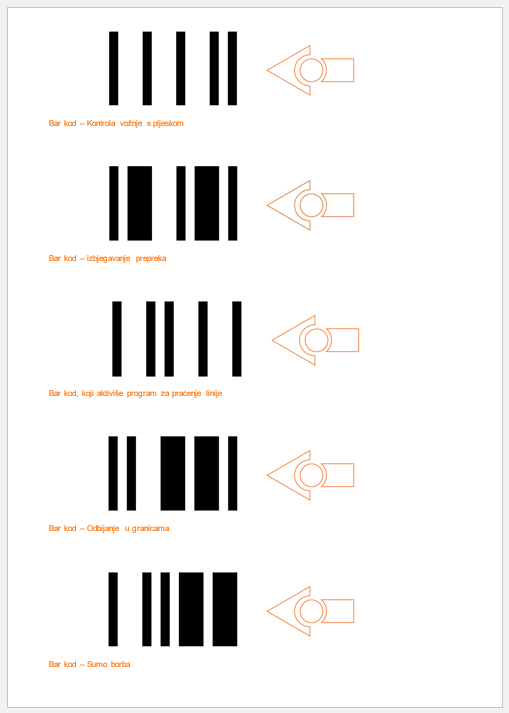 Bar kod – Kontrola vožnje s pljeskom
Bar kod – izbjegavanje prepreka
Bar kod, koji aktiviše program za praćenje linije
Bar kod – Odbijanje u granicama
Bar kod – Sumo borba